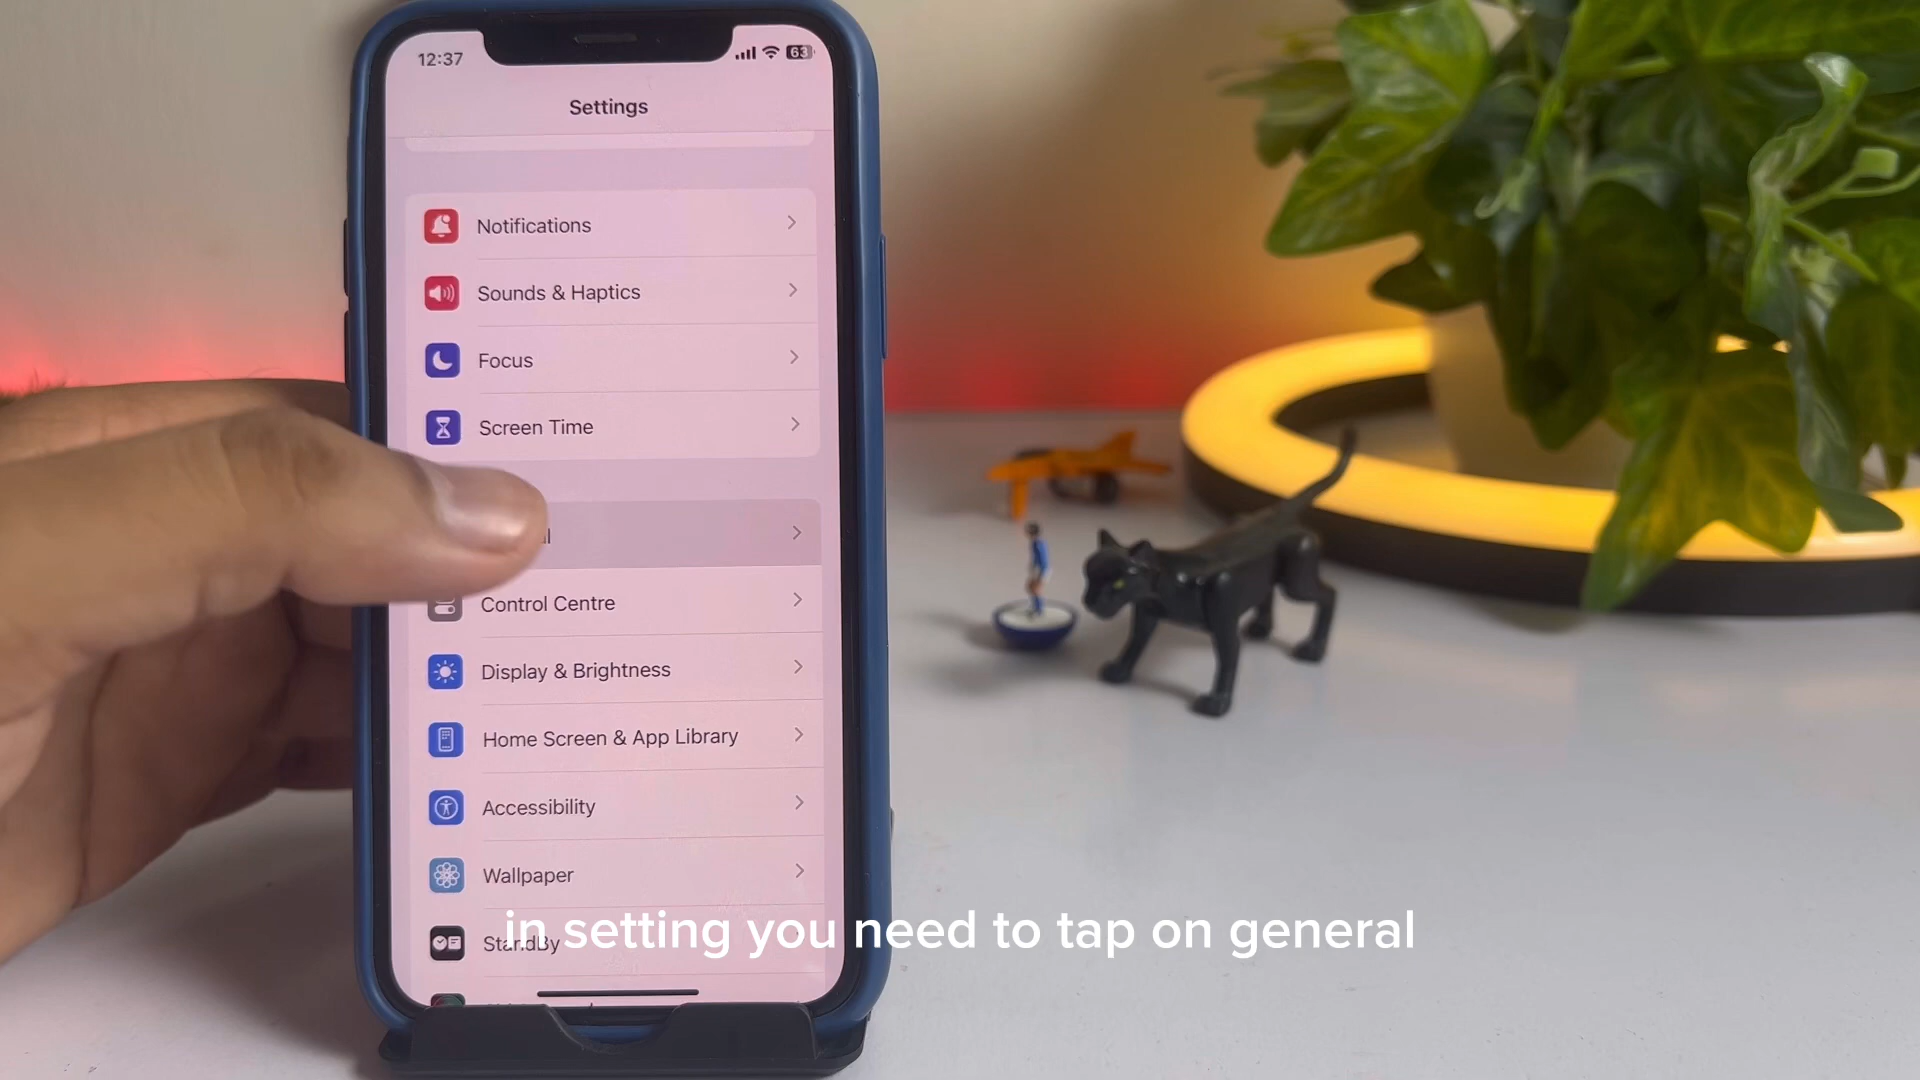 12:37
63
Settings
Notifications
Sounds & Haptics
Focus
Screen Time
Control Centre
Display & Brightness
Home Screen & App Library
Accessibility
Wallpaper
StandBy
in setting you need to tap on general